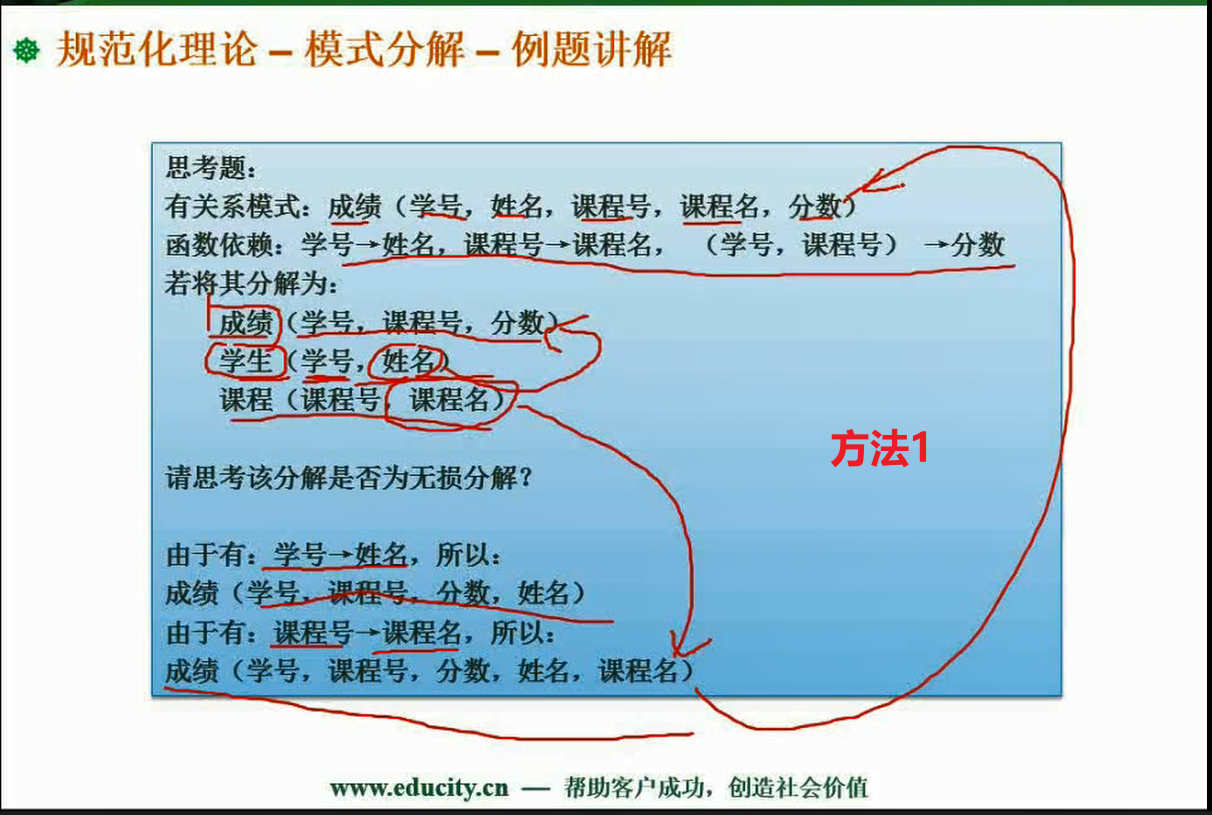 规范化理论 – 模式分解 – 例题讲解
思考题：
有关系模式：成绩（学号，姓名，课程号，课程名，分数）
函数依赖：学号→姓名，课程号→课程名，（学号，课程号）→分数
若将其分解为：
成绩（学号，课程号，分数）
学生（学号，姓名）
课程（课程号，课程名）
方法1
请思考该分解是否为无损分解？
由于有：学号→姓名，所以：
成绩（学号，课程号，分数，姓名）
由于有：课程号→课程名，所以：
成绩（学号，课程号，分数，姓名，课程名）
www.educity.cn — 帮助客户成功，创造社会价值